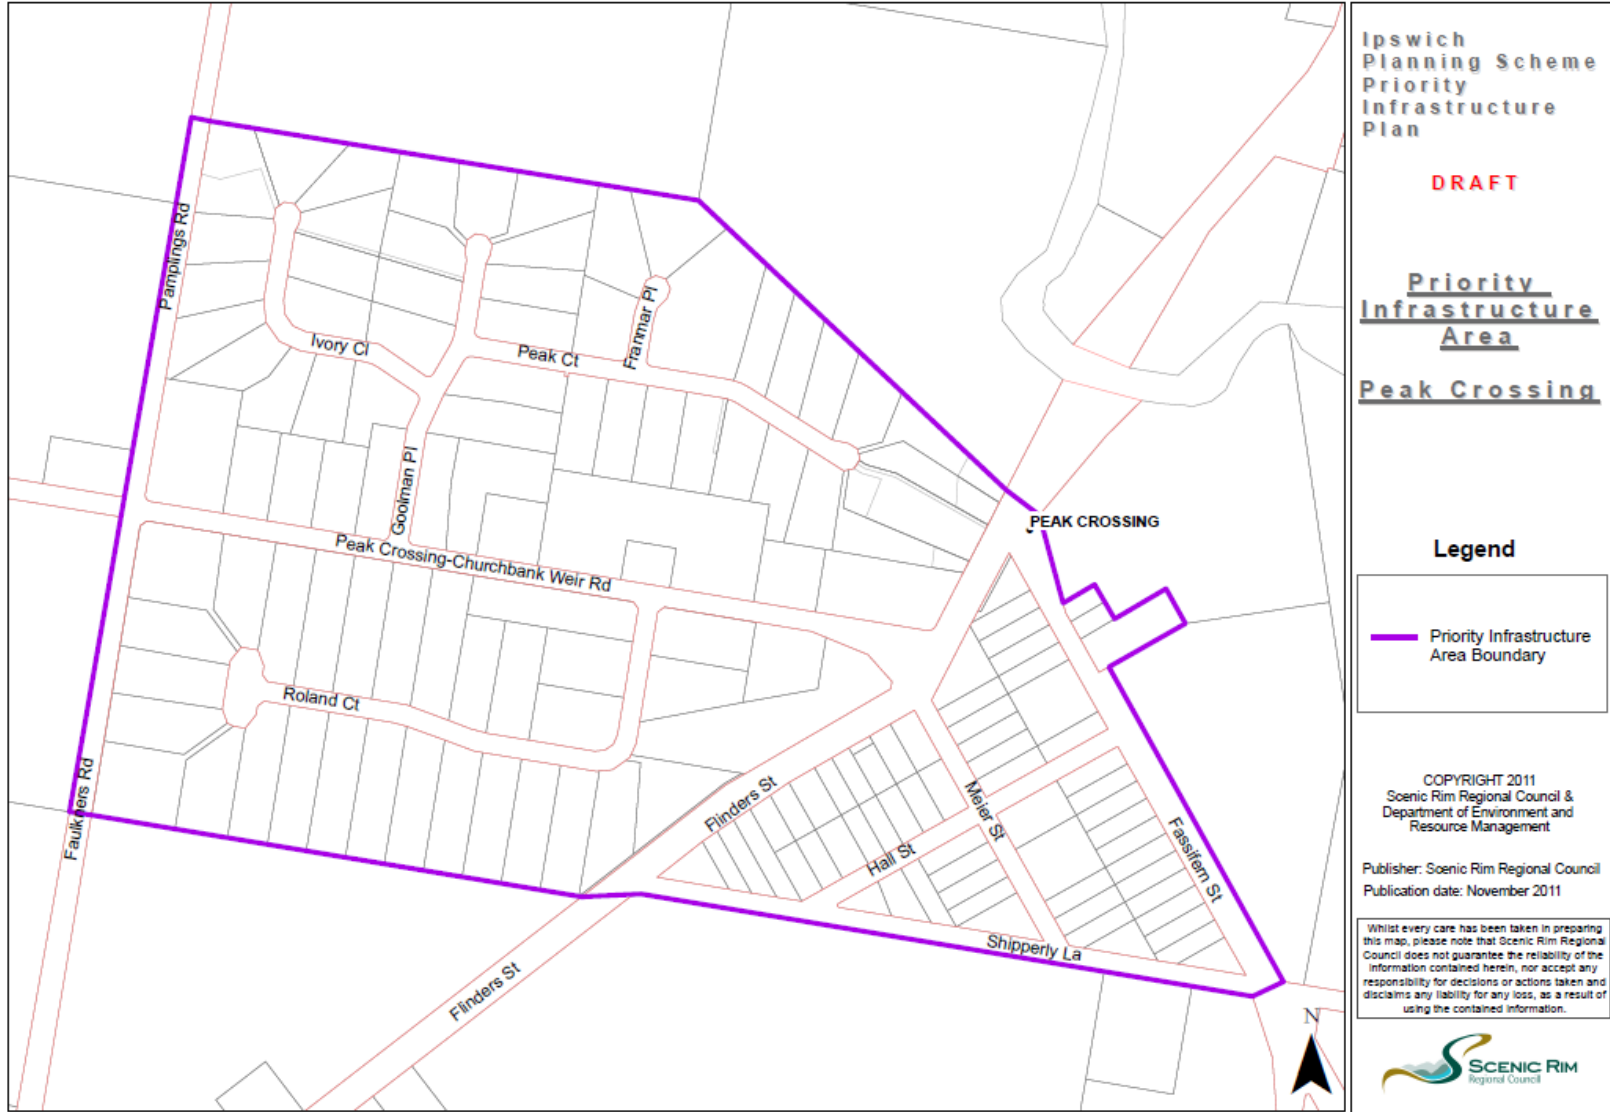 Ipswich
Planning Scheme
Priority
Infrastructure
Plan
DRAFT
Priority
Infrastructure
Area
Peak Crossing
Legend
Priority Infrastructure
Area Boundary
COPYRIGHT 2011
Scenic Rim Regional Council &
Department of Environment and
Resource Management
Publisher: Scenic Rim Regional Council
Publication date: November 2011
Whilst every care has been taken in preparing
this map, please note that Scenic Rim Regional
Council does not guarantee the reliability of the
information contained herein, nor accept any
responsibility for decisions or actions taken and
disclaims any liability for any loss, as a result of
using the contained information.
N
SCENIC RIM
Regional Council
Pamplings Rd
Ivory Cl
Peak Ct
Franmar Pl
Goolman Pl
PEAK CROSSING
Peak Crossing-Churchbank Weir Rd
Roland Ct
Faulkners Rd
Flinders St
Meier St
Hall St
Fassifern St
Shipperly La
Flinders St